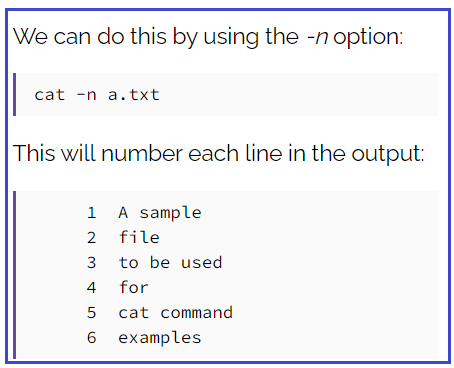 We can do this by using the -n option:
cat -n a.txt
This will number each line in the output:
1 A sample
2 file
3 to be used
4 for
5 cat command
6 examples